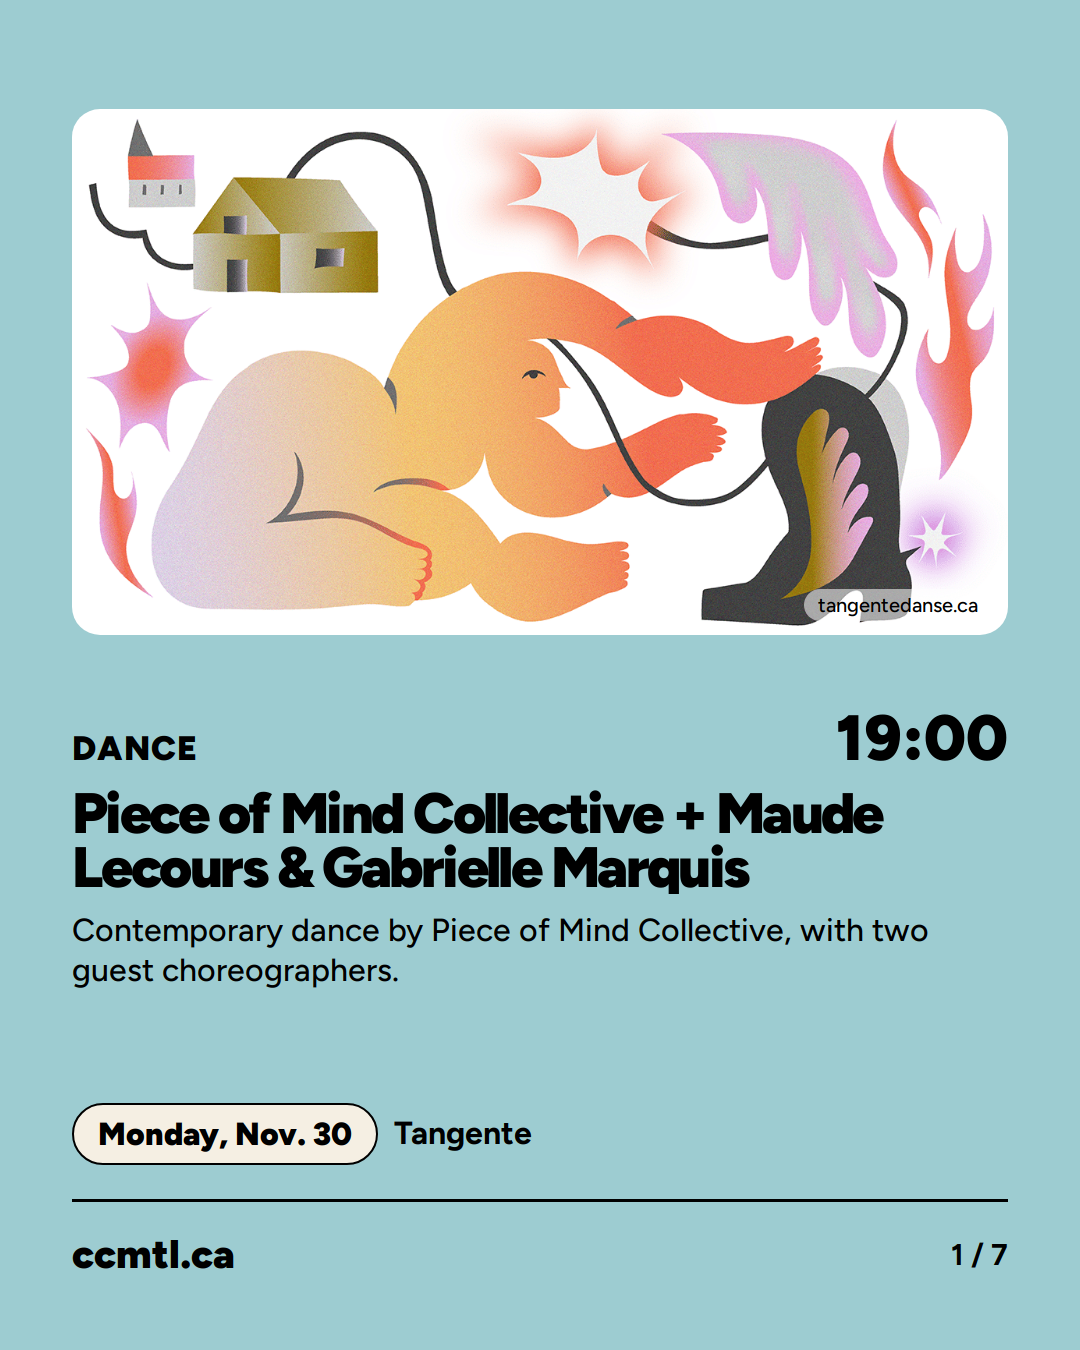 tangentedanse.ca
DANCE
19:00
Piece of Mind Collective + Maude
Lecours & Gabrielle Marquis
Contemporary dance by Piece of Mind Collective, with two
guest choreographers.
Monday, Nov. 30
Tangente
ccmtl.ca
1 / 7